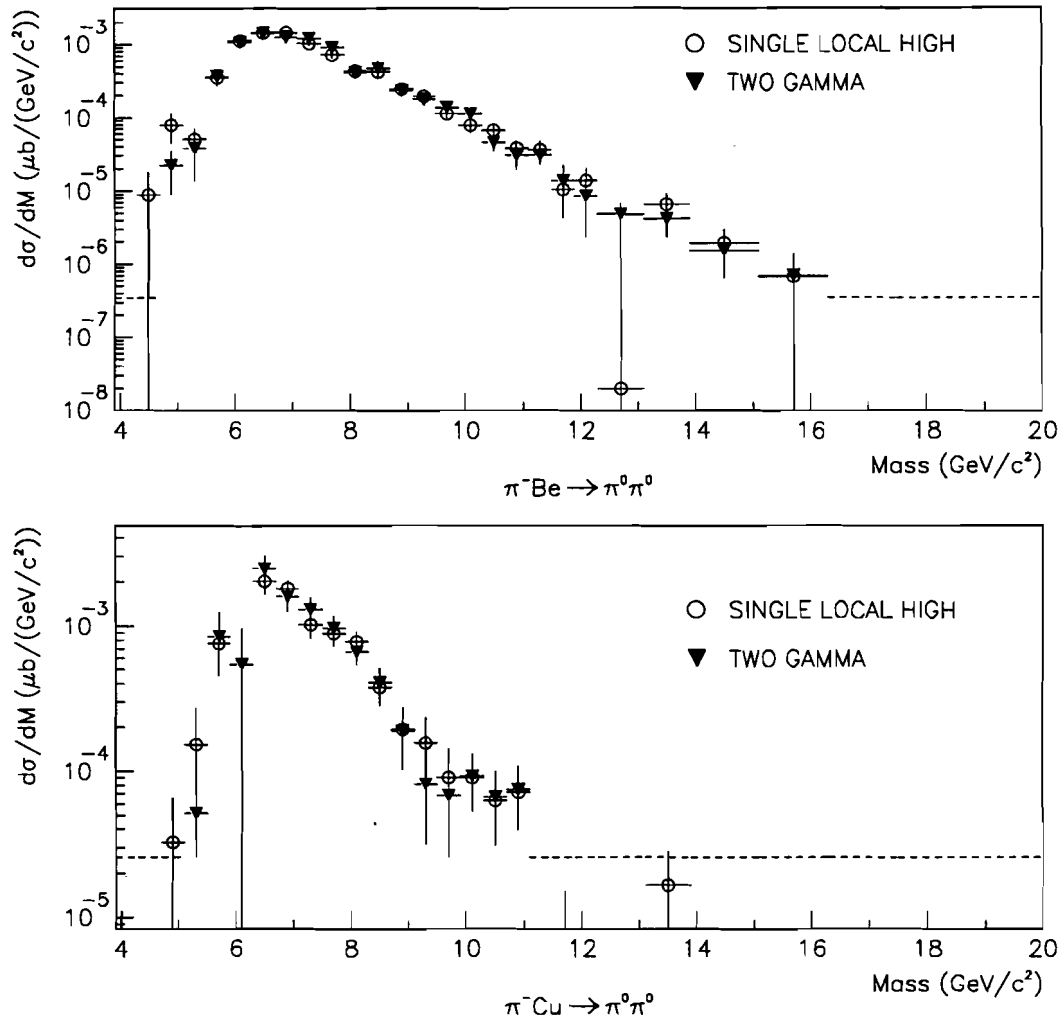 dσ/dM (μb/(GeV/c²))
10⁻³
10⁻⁴
10⁻⁵
10⁻⁶
10⁻⁷
10⁻⁸
SINGLE LOCAL HIGH
TWO GAMMA
4 6 8 10 12 14 16 18 20
Mass (GeV/c²)
π⁻Be → π⁰π⁰
dσ/dM (μb/(GeV/c²))
10⁻³
10⁻⁴
10⁻⁵
SINGLE LOCAL HIGH
TWO GAMMA
4 6 8 10 12 14 16 18 20
Mass (GeV/c²)
π⁻Cu → π⁰π⁰